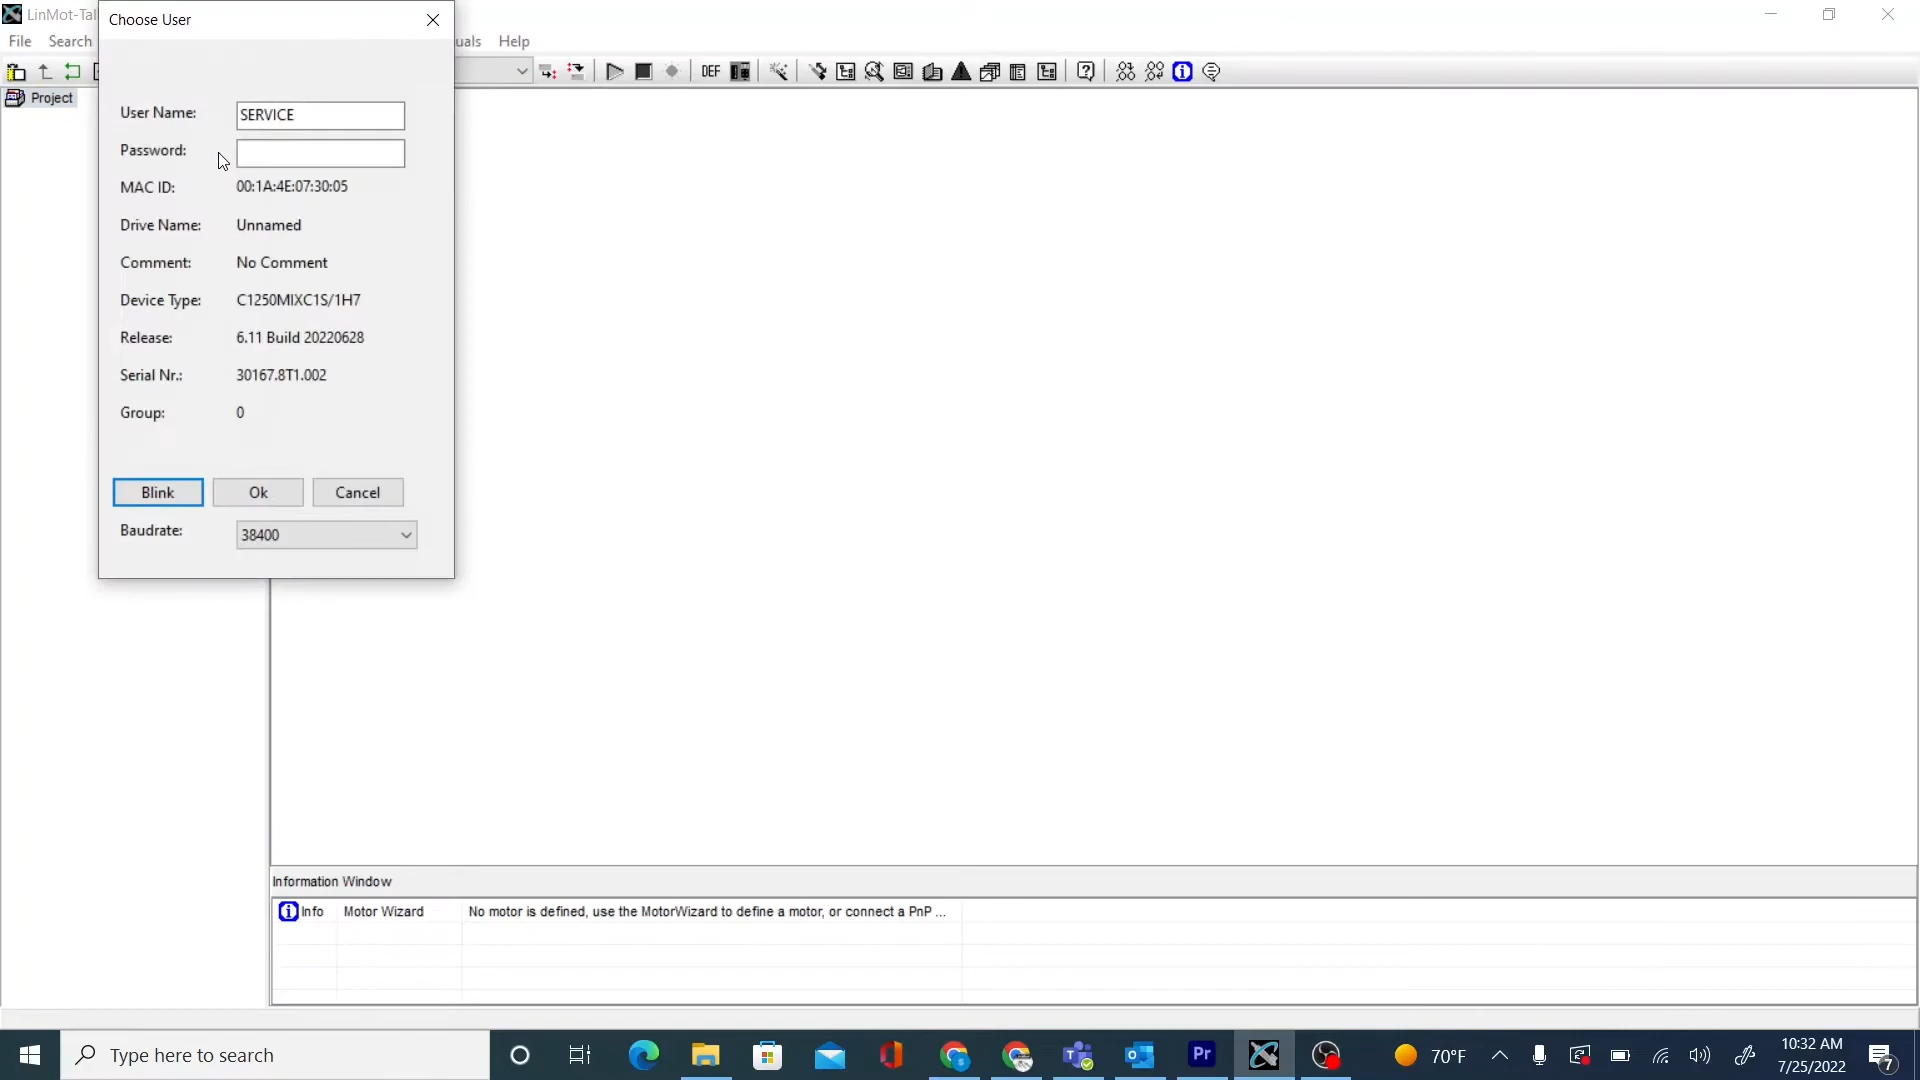 LinMot-Tal
Choose User
File Search uals Help
DEF
Project
User Name: SERVICE
Password:
MAC ID: 00:1A:4E:07:30:05
Drive Name: Unnamed
Comment: No Comment
Device Type: C1250MIXC1S/1H7
Release: 6.11 Build 20220628
Serial Nr.: 30167.8T1.002
Group: 0
Blink Ok Cancel
Baudrate: 38400
Information Window
Info Motor Wizard No motor is defined, use the MotorWizard to define a motor, or connect a PnP ...
Type here to search
Pr
70°F
10:32 AM
7/25/2022
7